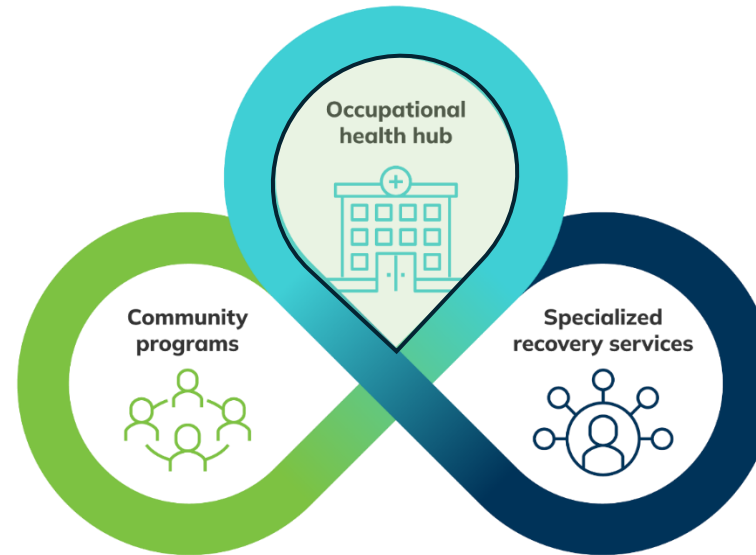 Occupational
health hub
Community
programs
Specialized
recovery services